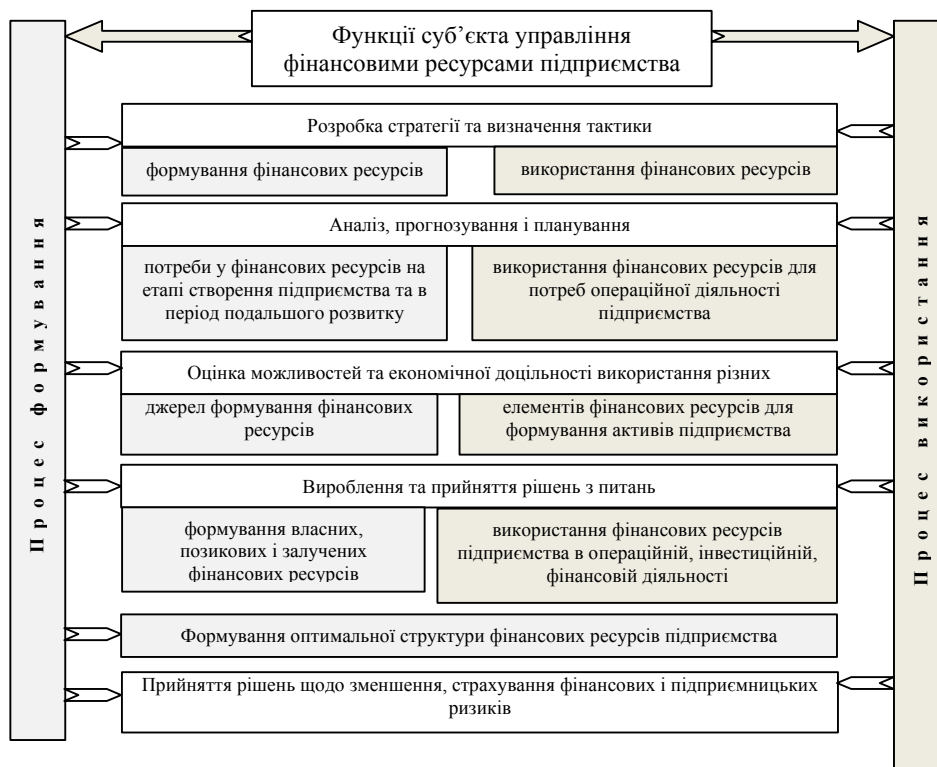 Функції суб’єкта управління
фінансовими ресурсами підприємства
Розробка стратегії та визначення тактики
формування фінансових ресурсів
використання фінансових ресурсів
Аналіз, прогнозування і планування
потреби у фінансових ресурсів на
етапі створення підприємства та в
період подальшого розвитку
використання фінансових ресурсів для
потреб операційної діяльності
підприємства
Оцінка можливостей та економічної доцільності використання різних
джерел формування фінансових
ресурсів
елементів фінансових ресурсів для
формування активів підприємства
Вироблення та прийняття рішень з питань
формування власних,
позикових і залучених
фінансових ресурсів
використання фінансових ресурсів
підприємства в операційній, інвестиційній,
фінансовій діяльності
Формування оптимальної структури фінансових ресурсів підприємства
Прийняття рішень щодо зменшення, страхування фінансових і підприємницьких
ризиків
Процес формування
Процес використання